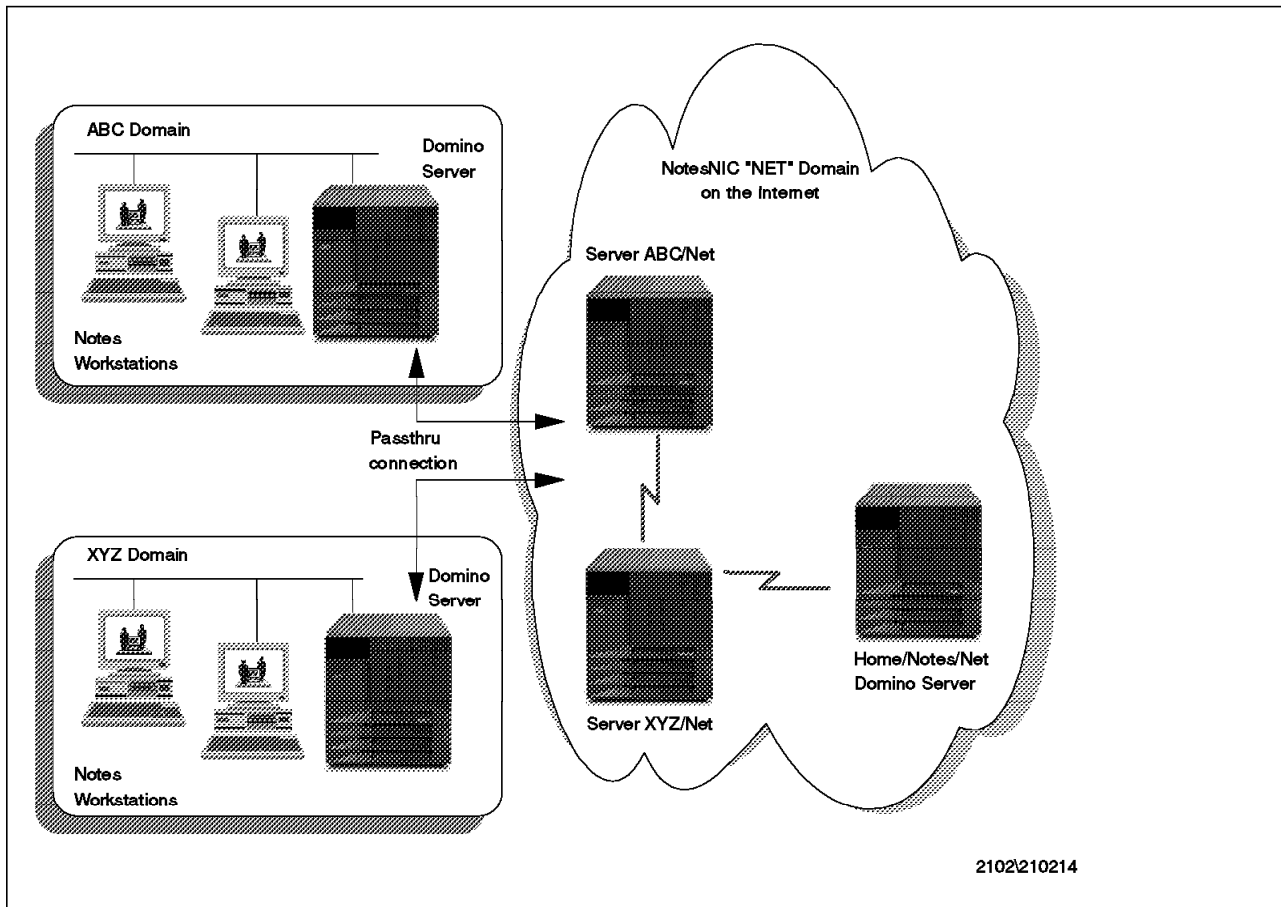 ABC Domain
Domino
Server
Notes
Workstations
Passthru
connection
XYZ Domain
Domino
Server
Notes
Workstations
NotesNIC "NET" Domain
on the Internet
Server ABC/Net
Server XYZ/Net
Home/Notes/Net
Domino Server
2102\210214